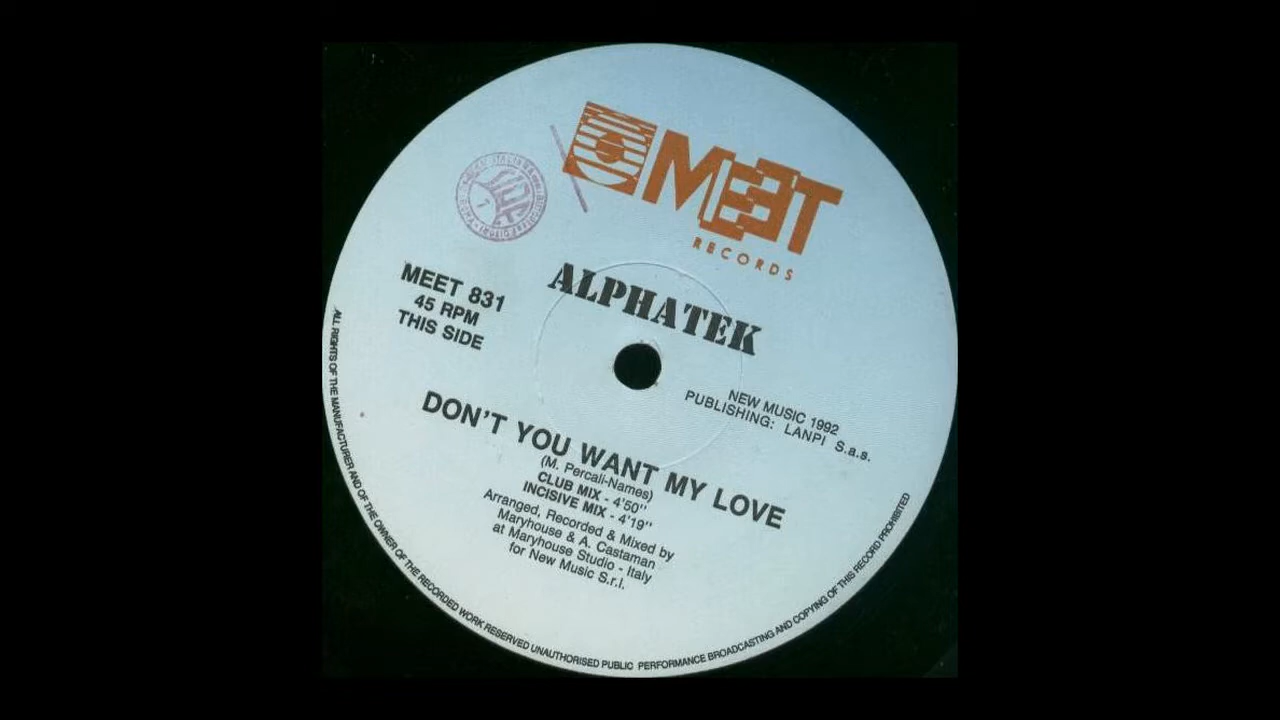 MEET
RECORDS
ALPHATEK
MEET 831
45 RPM
THIS SIDE
NEW MUSIC 1992
PUBLISHING: LANPI S.a.s.
DON'T YOU WANT MY LOVE
(M. Percali-Names)
CLUB MIX - 4'50''
INCISIVE MIX - 4'19''
Arranged, Recorded & Mixed by
Maryhouse & A. Castaman
at Maryhouse Studio - Italy
for New Music S.r.l.
ALL RIGHTS OF THE MANUFACTURER AND OF THE OWNER OF THE RECORDED WORK RESERVED UNAUTHORISED PUBLIC PERFORMANCE BROADCASTING AND COPYING OF THIS RECORD PROHIBITED